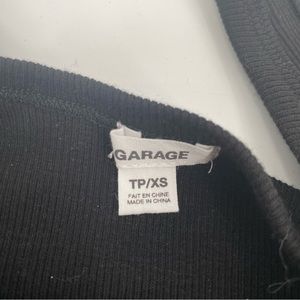 GARAGE
TP/XS
FAIT EN CHINE
MADE IN CHINA